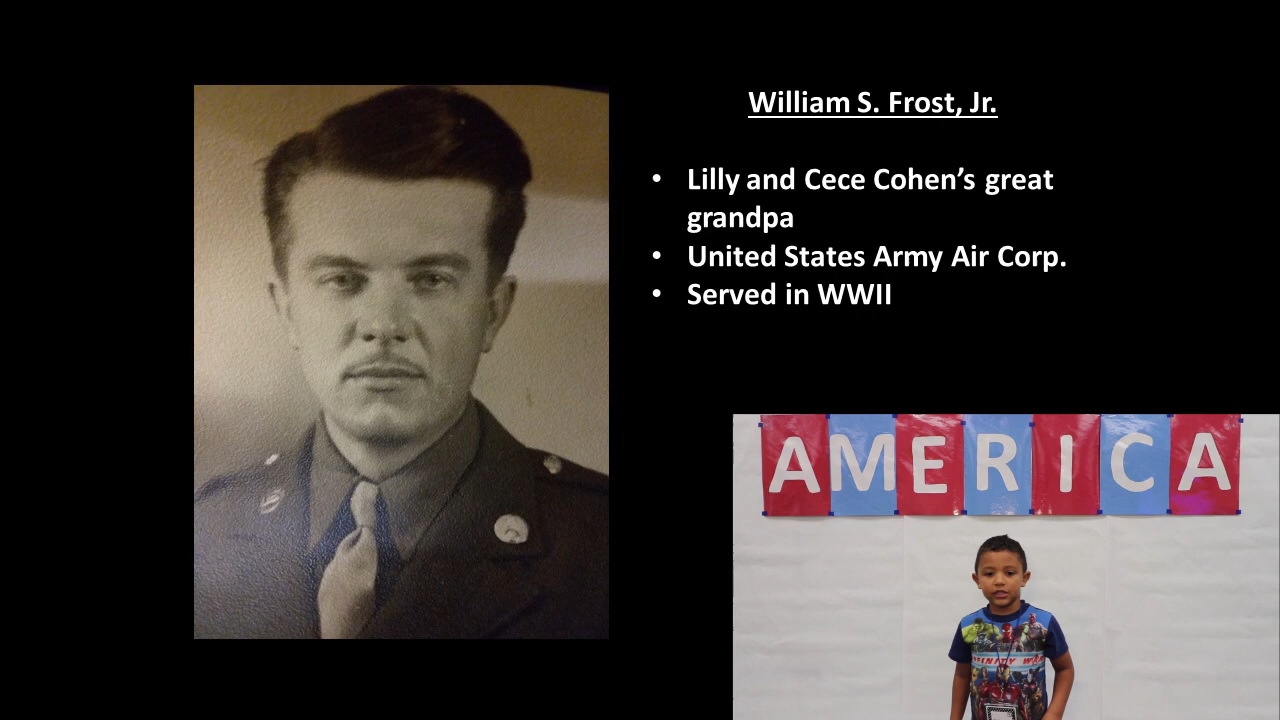 William S. Frost, Jr.
• Lilly and Cece Cohen’s great
grandpa
• United States Army Air Corp.
• Served in WWII
AMERICA